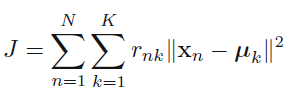 J = \sum_{n=1}^{N} \sum_{k=1}^{K} r_{nk} \|\mathbf{x}_n - \boldsymbol{\mu}_k\|^2